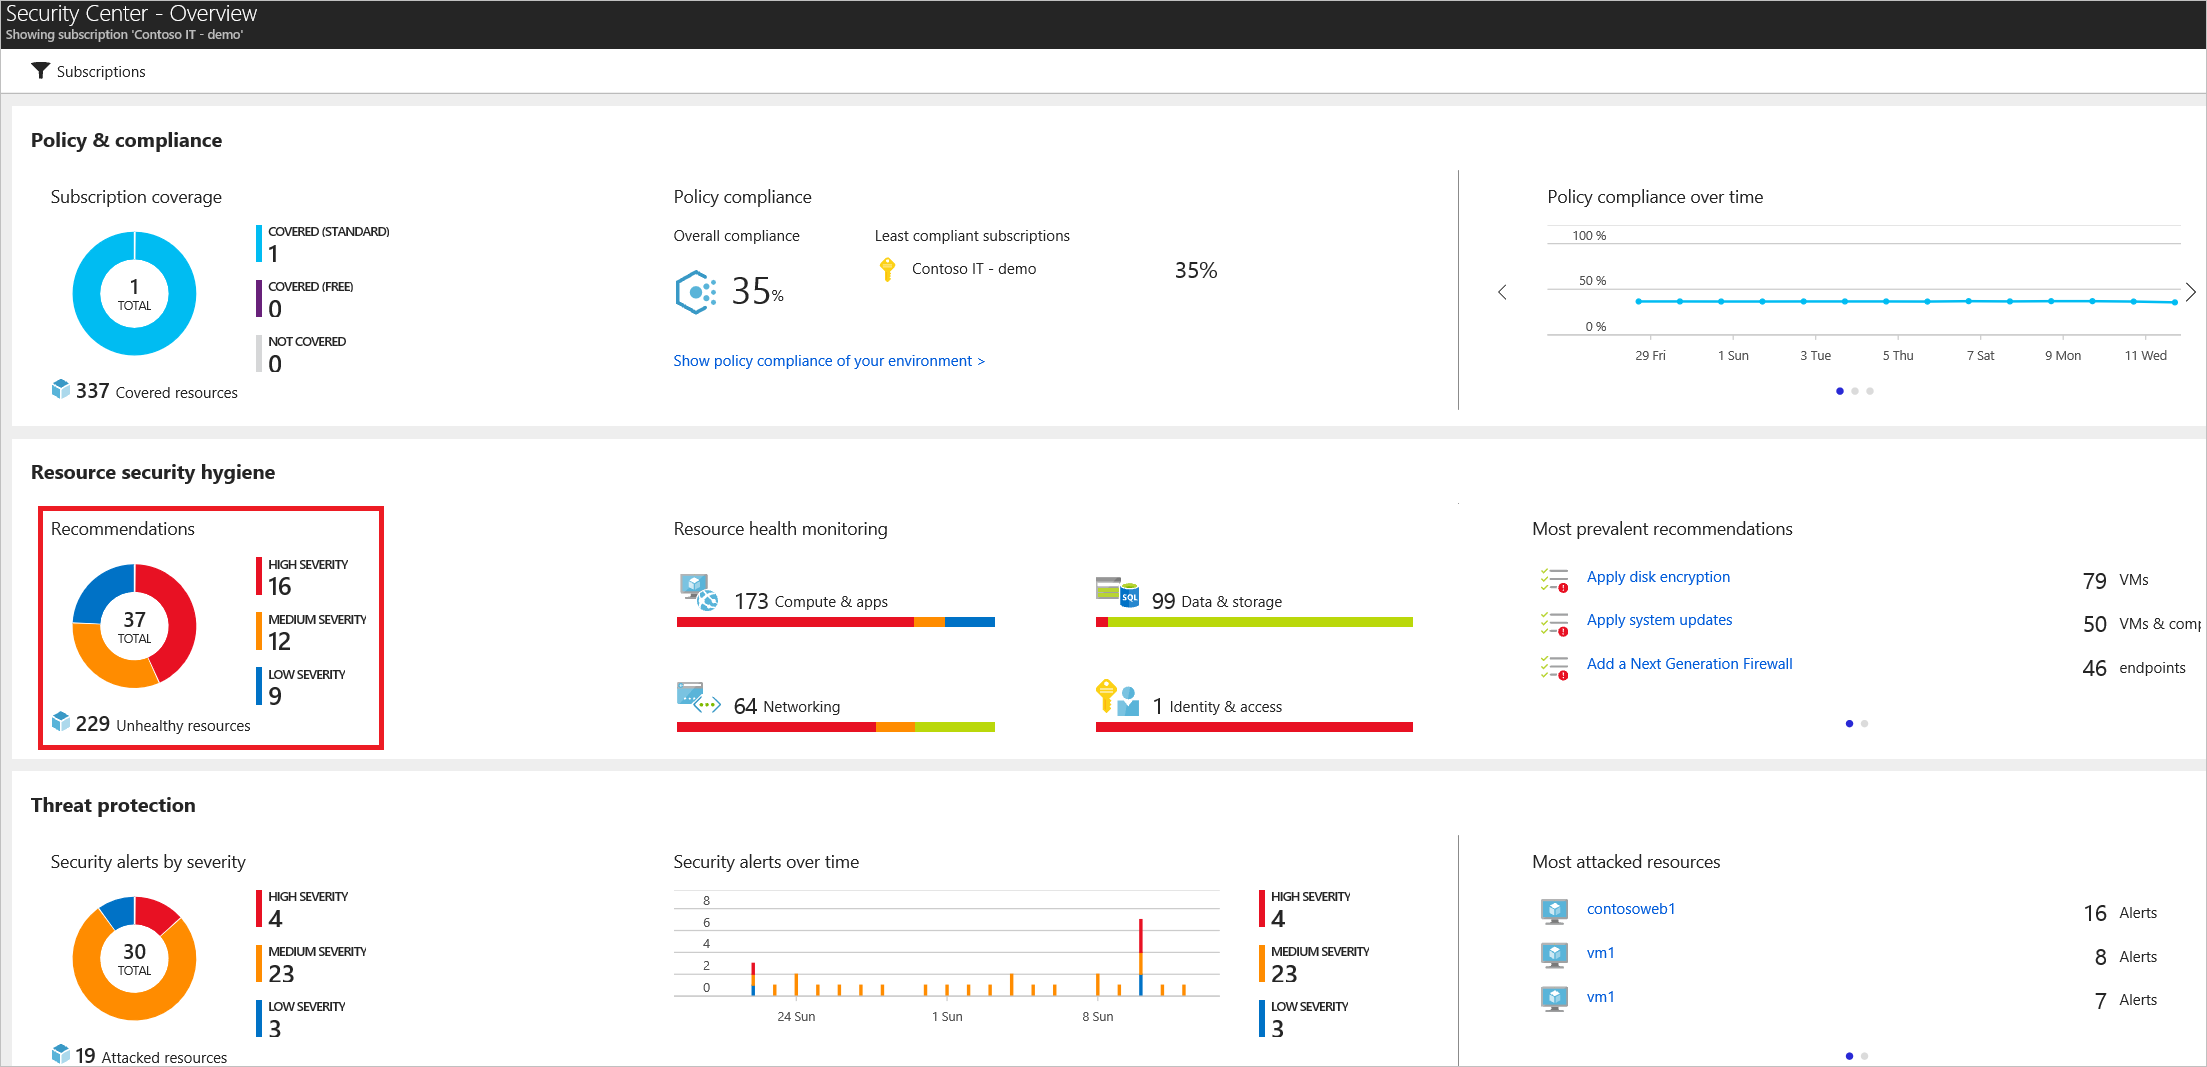 Security Center - Overview
Showing subscription 'Contoso IT - demo'
Subscriptions
Policy & compliance
Subscription coverage
1
TOTAL
COVERED (STANDARD)
1
COVERED (FREE)
0
NOT COVERED
0
337 Covered resources
Policy compliance
Overall compliance
35%
Least compliant subscriptions
Contoso IT - demo
35%
Show policy compliance of your environment >
Policy compliance over time
100 %
50 %
0 %
29 Fri
1 Sun
3 Tue
5 Thu
7 Sat
9 Mon
11 Wed
Resource security hygiene
Recommendations
37
TOTAL
HIGH SEVERITY
16
MEDIUM SEVERITY
12
LOW SEVERITY
9
229 Unhealthy resources
Resource health monitoring
173 Compute & apps
SQL
99 Data & storage
64 Networking
1 Identity & access
Most prevalent recommendations
Apply disk encryption
79 VMs
Apply system updates
50 VMs & comp
Add a Next Generation Firewall
46 endpoints
Threat protection
Security alerts by severity
30
TOTAL
HIGH SEVERITY
4
MEDIUM SEVERITY
23
LOW SEVERITY
3
19 Attacked resources
Security alerts over time
8
6
4
2
0
24 Sun
1 Sun
8 Sun
HIGH SEVERITY
4
MEDIUM SEVERITY
23
LOW SEVERITY
3
Most attacked resources
contosoweb1
16 Alerts
vm1
8 Alerts
vm1
7 Alerts